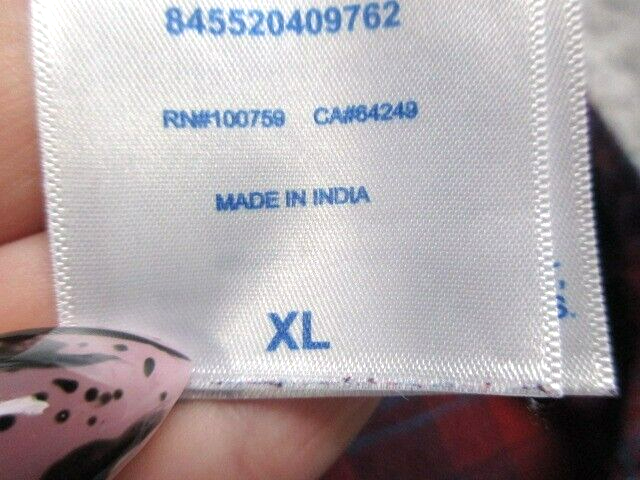 845520409762
RN#100759 CA#64249
MADE IN INDIA
XL